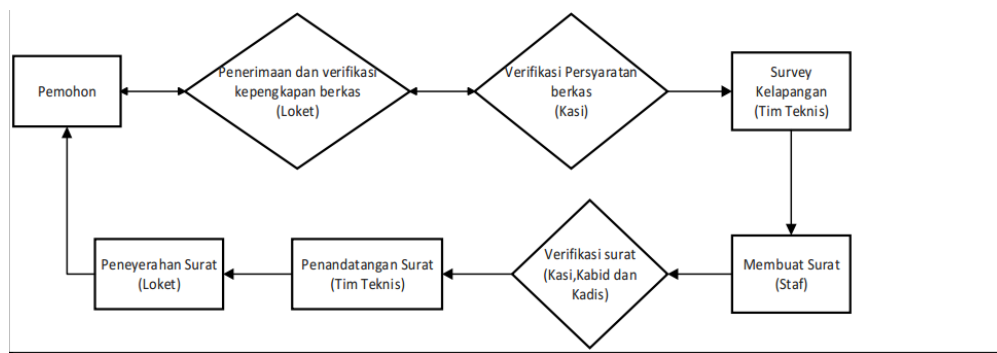 Pemohon
Penerimaan dan verifikasi
kepengkapan berkas
(Loket)
Verifikasi Persyaratan
berkas
(Kasi)
Survey
Kelapangan
(Tim Teknis)
Peneyerahan Surat
(Loket)
Penandatangan Surat
(Tim Teknis)
Verifikasi surat
(Kasi,Kabid dan
Kadis)
Membuat Surat
(Staf)